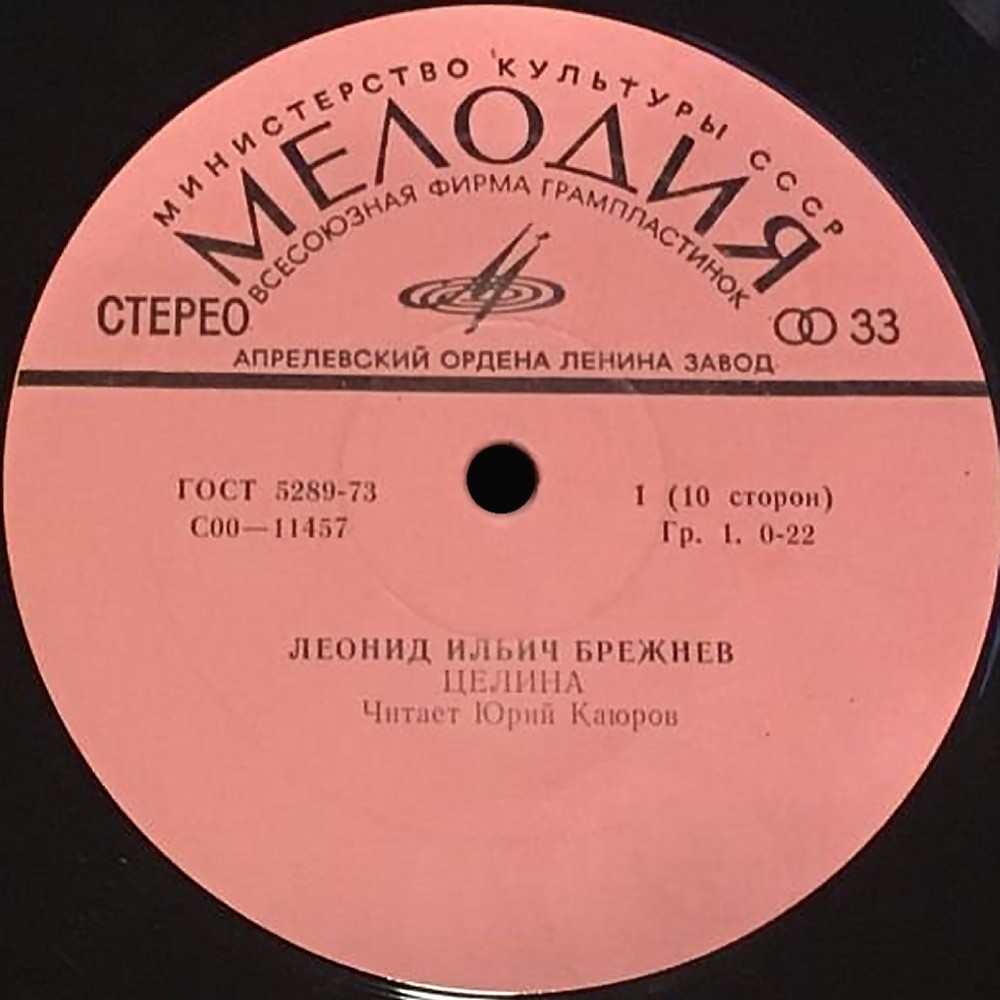 МИНИСТЕРСТВО КУЛЬТУРЫ СССР
МЕЛОДИЯ
ВСЕСОЮЗНАЯ ФИРМА ГРАМПЛАСТИНОК
СТЕРЕО
33
АПРЕЛЕВСКИЙ ОРДЕНА ЛЕНИНА ЗАВОД
ГОСТ 5289-73
С00—11457
1 (10 сторон)
Гр. 1. 0-22
ЛЕОНИД ИЛЬИЧ БРЕЖНЕВ
ЦЕЛИНА
Читает Юрий Каюров